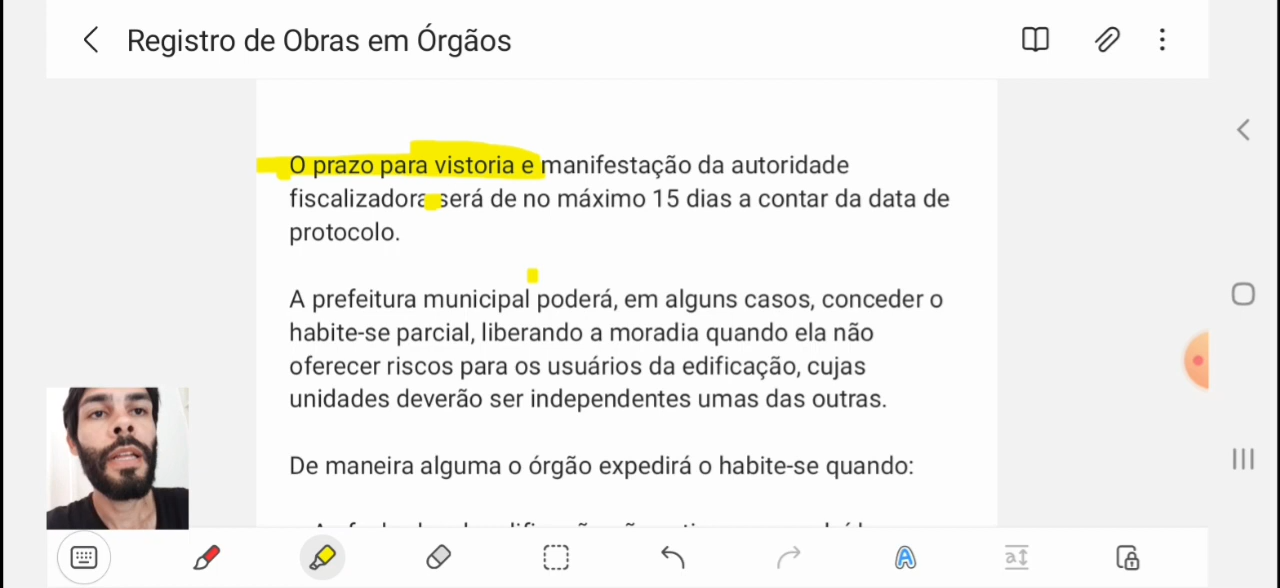 Registro de Obras em Órgãos
O prazo para vistoria e manifestação da autoridade
fiscalizadora será de no máximo 15 dias a contar da data de
protocolo.
A prefeitura municipal poderá, em alguns casos, conceder o
habite-se parcial, liberando a moradia quando ela não
oferecer riscos para os usuários da edificação, cujas
unidades deverão ser independentes umas das outras.
De maneira alguma o órgão expedirá o habite-se quando: